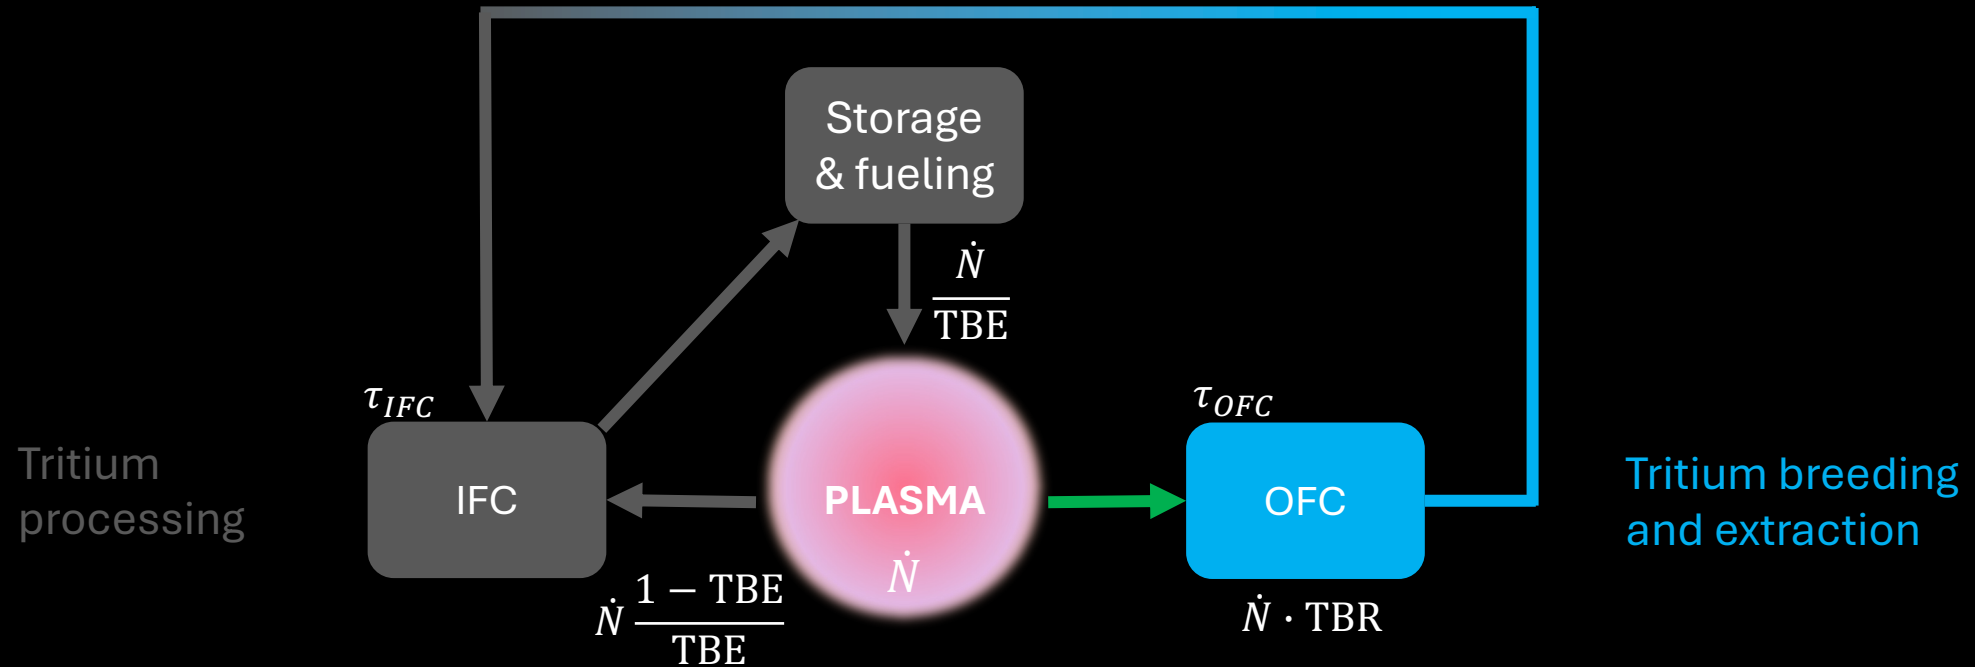 Storage
& fueling
Ṅ
TBE
τ_IFC
τ_OFC
Tritium
processing
IFC
PLASMA
Ṅ
OFC
Tritium breeding
and extraction
Ṅ (1 − TBE)/TBE
Ṅ · TBR